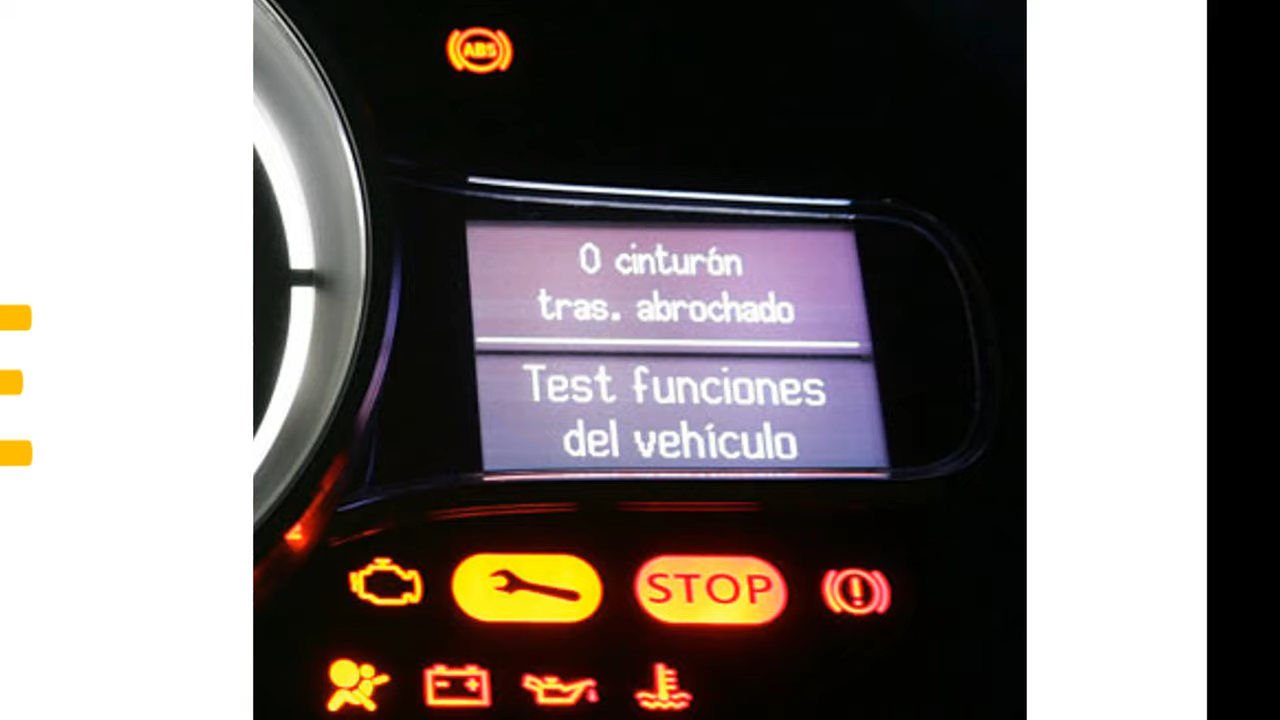 ABS
0 cinturón
tras. abrochado
Test funciones
del vehículo
STOP